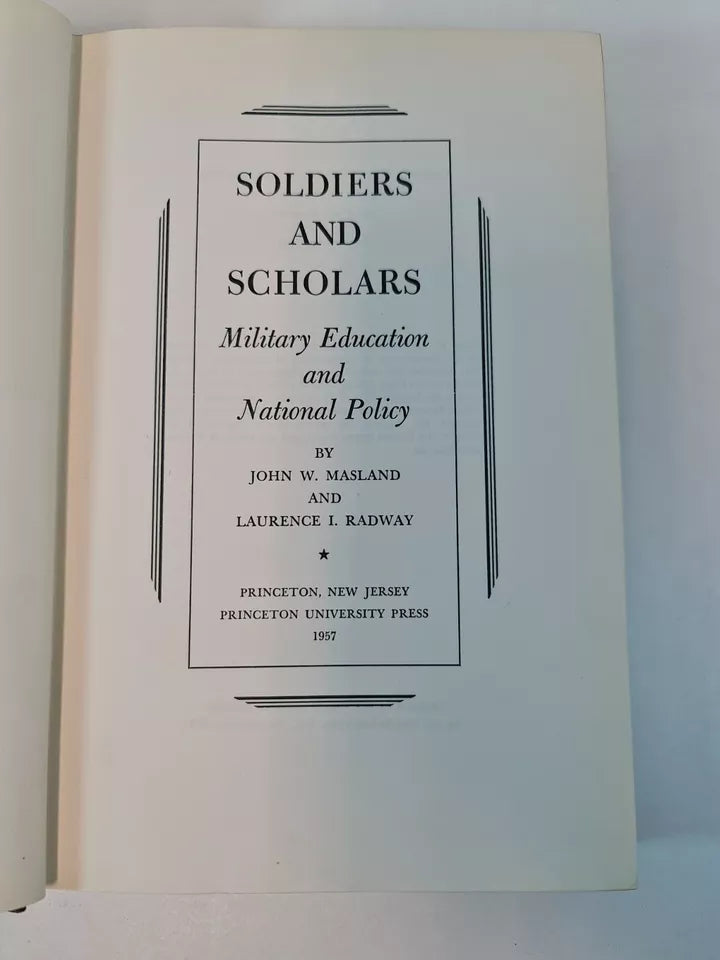 SOLDIERS
AND
SCHOLARS
Military Education
and
National Policy
BY
JOHN W. MASLAND
AND
LAURENCE I. RADWAY
★
PRINCETON, NEW JERSEY
PRINCETON UNIVERSITY PRESS
1957